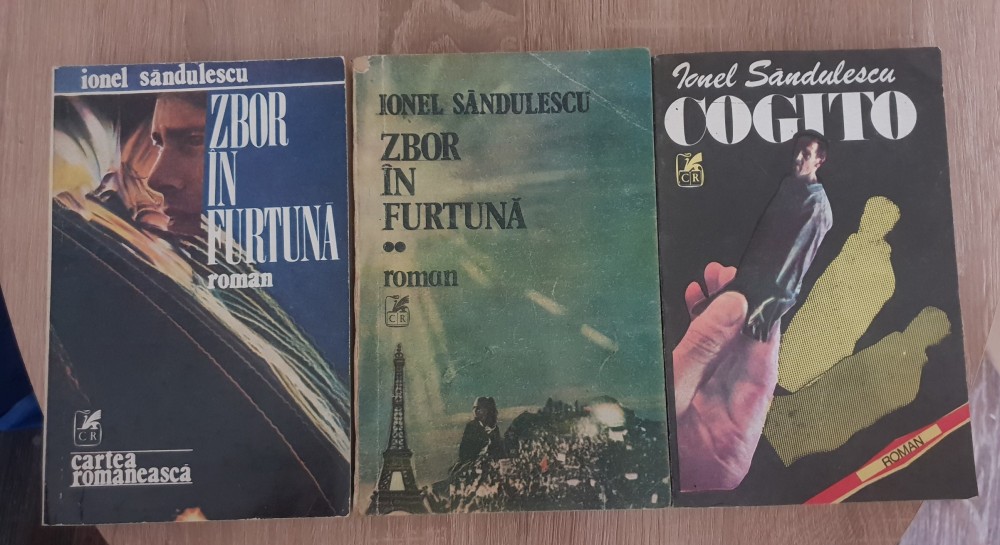 ionel săndulescu
ZBOR
ÎN
FURTUNĂ
roman
CR
cartea
românească
IONEL SÂNDULESCU
ZBOR
ÎN
FURTUNĂ
••
roman
CR
Ionel Săndulescu
COGITO
CR
ROMAN